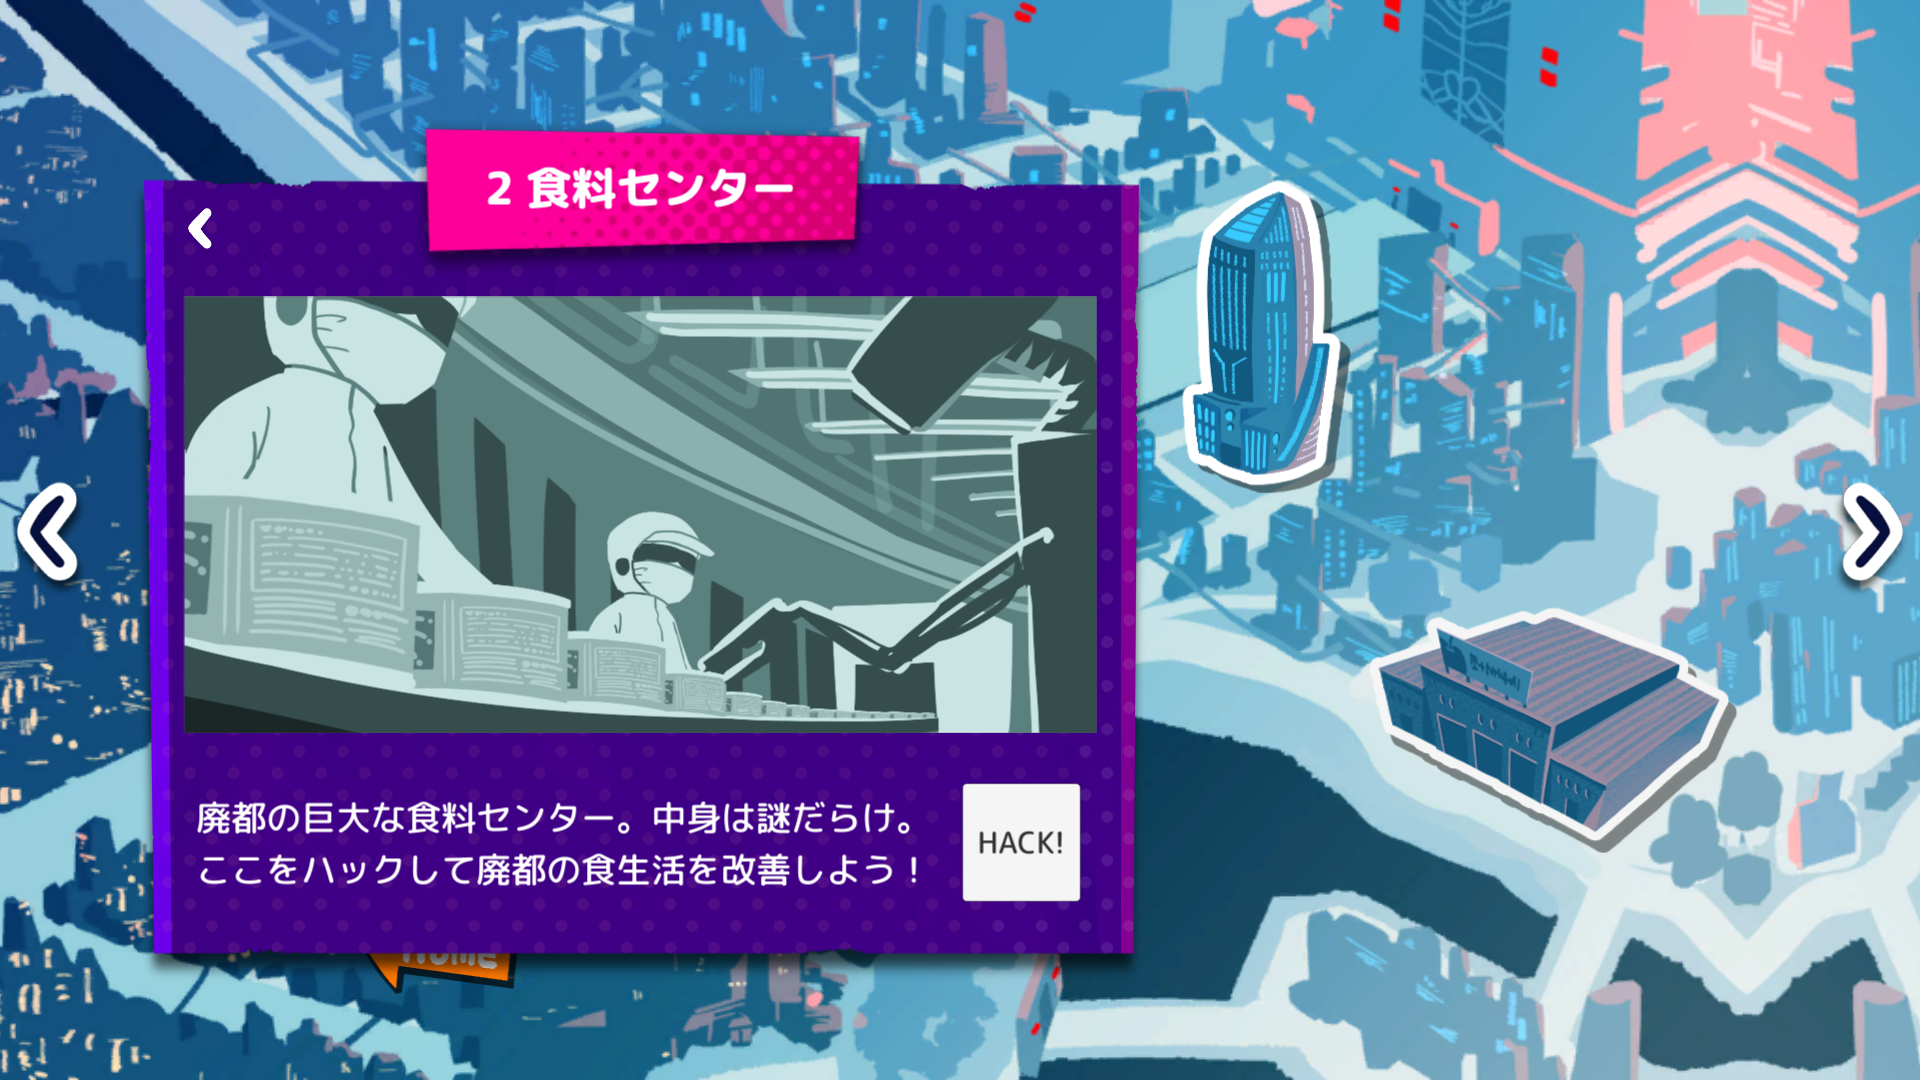 2 食料センター
廃都の巨大な食料センター。中身は謎だらけ。
ここをハックして廃都の食生活を改善しよう！
HACK!
HOME